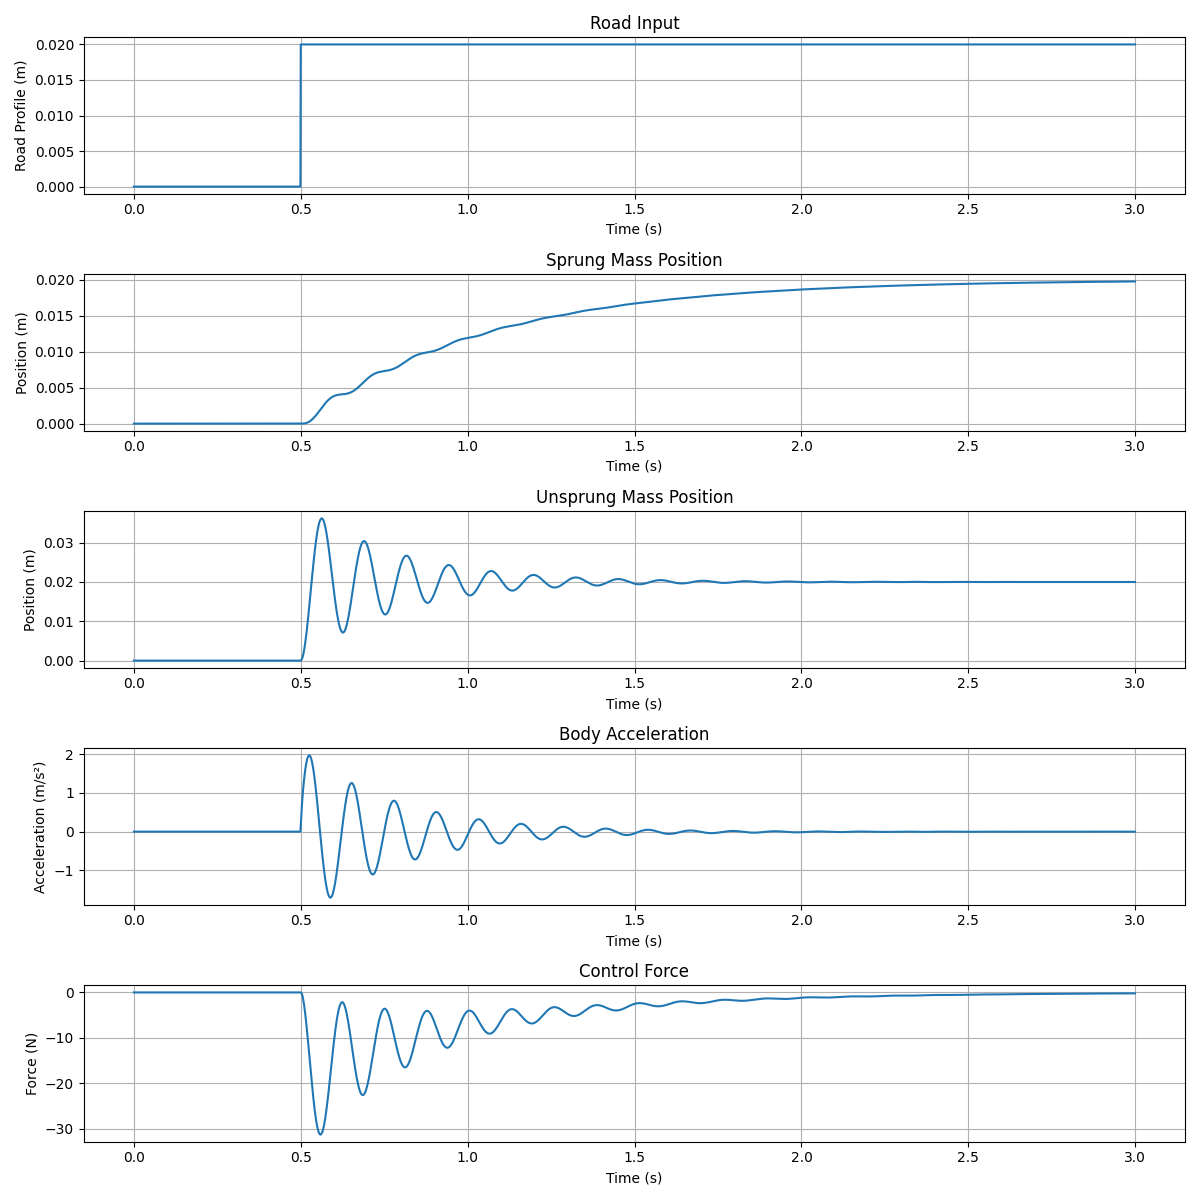 Road Input
Road Profile (m)
0.020
0.015
0.010
0.005
0.000
0.0 0.5 1.0 1.5 2.0 2.5 3.0
Time (s)
Sprung Mass Position
Position (m)
0.020
0.015
0.010
0.005
0.000
0.0 0.5 1.0 1.5 2.0 2.5 3.0
Time (s)
Unsprung Mass Position
Position (m)
0.03
0.02
0.01
0.00
0.0 0.5 1.0 1.5 2.0 2.5 3.0
Time (s)
Body Acceleration
Acceleration (m/s²)
2
1
0
−1
0.0 0.5 1.0 1.5 2.0 2.5 3.0
Time (s)
Control Force
Force (N)
0
−10
−20
−30
0.0 0.5 1.0 1.5 2.0 2.5 3.0
Time (s)